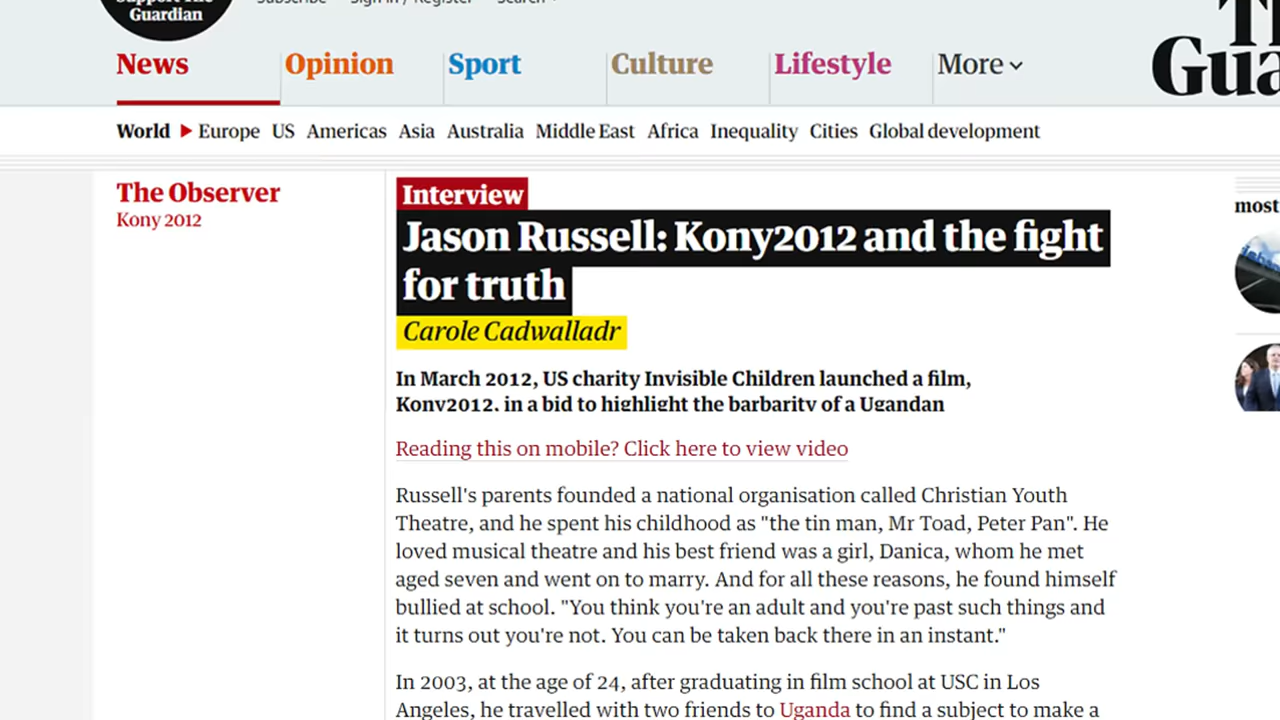 Support The
Guardian
Subscribe Sign in / Register Search
News Opinion Sport Culture Lifestyle More
World Europe US Americas Asia Australia Middle East Africa Inequality Cities Global development
The Observer
Kony 2012
Interview
Jason Russell: Kony2012 and the fight
for truth
Carole Cadwalladr
In March 2012, US charity Invisible Children launched a film,
Kony2012, in a bid to highlight the barbarity of a Ugandan
Reading this on mobile? Click here to view video
Russell's parents founded a national organisation called Christian Youth
Theatre, and he spent his childhood as "the tin man, Mr Toad, Peter Pan". He
loved musical theatre and his best friend was a girl, Danica, whom he met
aged seven and went on to marry. And for all these reasons, he found himself
bullied at school. "You think you're an adult and you're past such things and
it turns out you're not. You can be taken back there in an instant."
In 2003, at the age of 24, after graduating in film school at USC in Los
Angeles, he travelled with two friends to Uganda to find a subject to make a
most